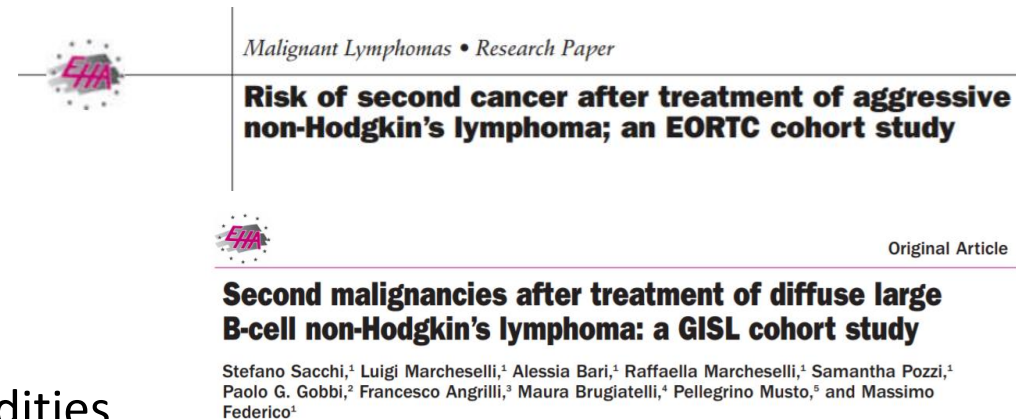 EHA
Malignant Lymphomas • Research Paper
Risk of second cancer after treatment of aggressive
non-Hodgkin's lymphoma; an EORTC cohort study
EHA
Original Article
Second malignancies after treatment of diffuse large
B-cell non-Hodgkin's lymphoma: a GISL cohort study
Stefano Sacchi,¹ Luigi Marcheselli,¹ Alessia Bari,¹ Raffaella Marcheselli,¹ Samantha Pozzi,¹
Paolo G. Gobbi,² Francesco Angrilli,³ Maura Brugiatelli,⁴ Pellegrino Musto,⁵ and Massimo
Federico¹
dities